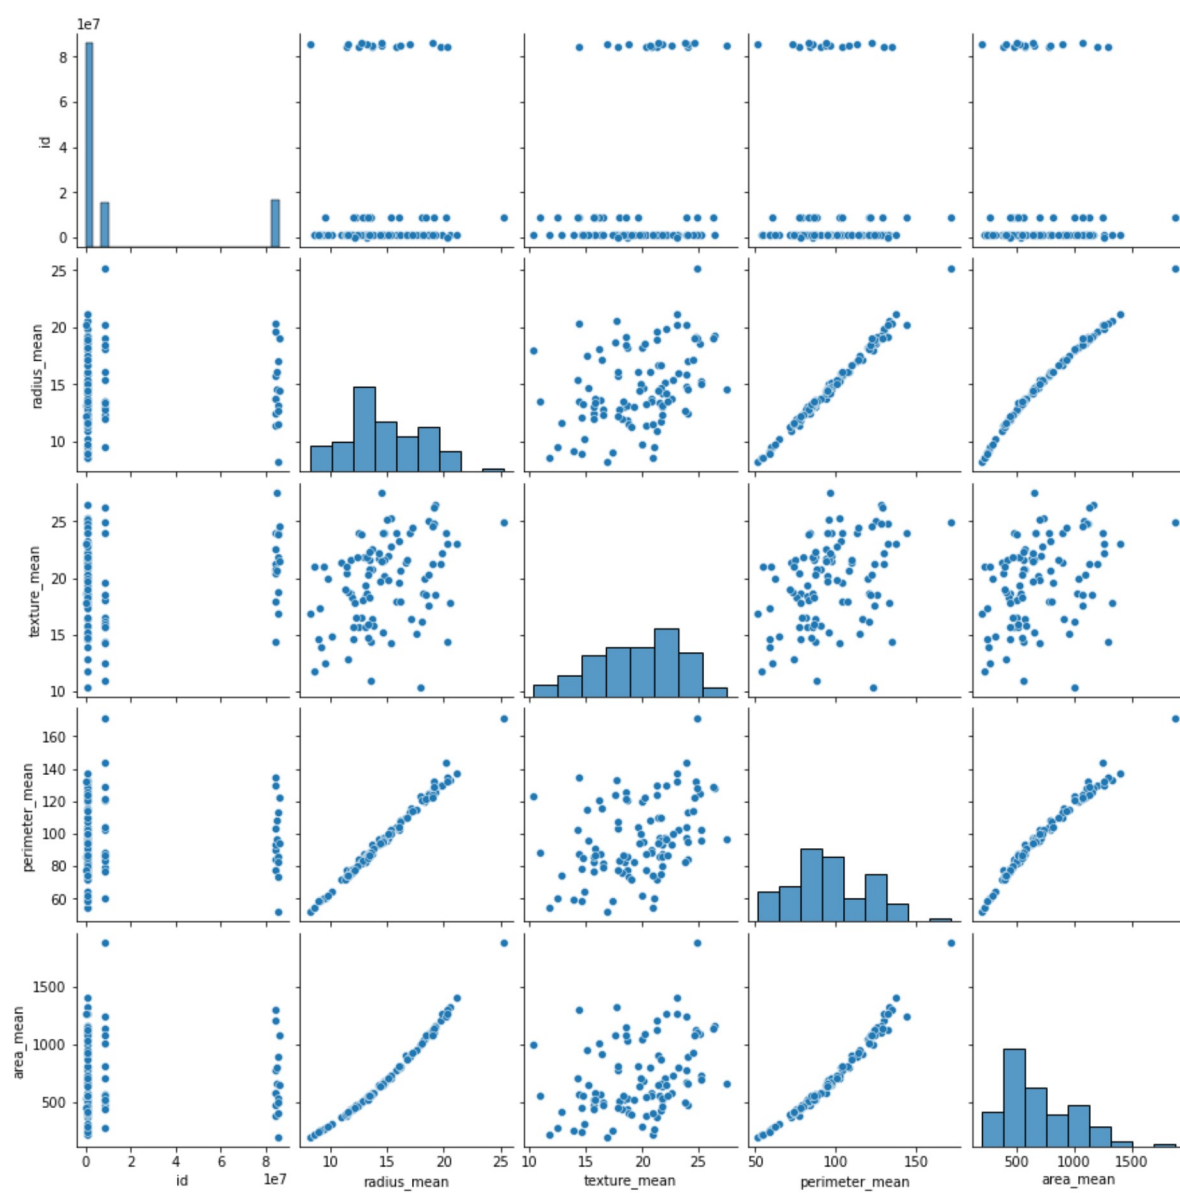 1e7
8
6
4
2
0
id
25
20
15
10
radius_mean
25
20
15
10
texture_mean
160
140
120
100
80
60
perimeter_mean
1500
1000
500
area_mean
0 2 4 6 8 10 15 20 25 10 15 20 25 50 100 150 500 1000 1500
id 1e7 radius_mean texture_mean perimeter_mean area_mean